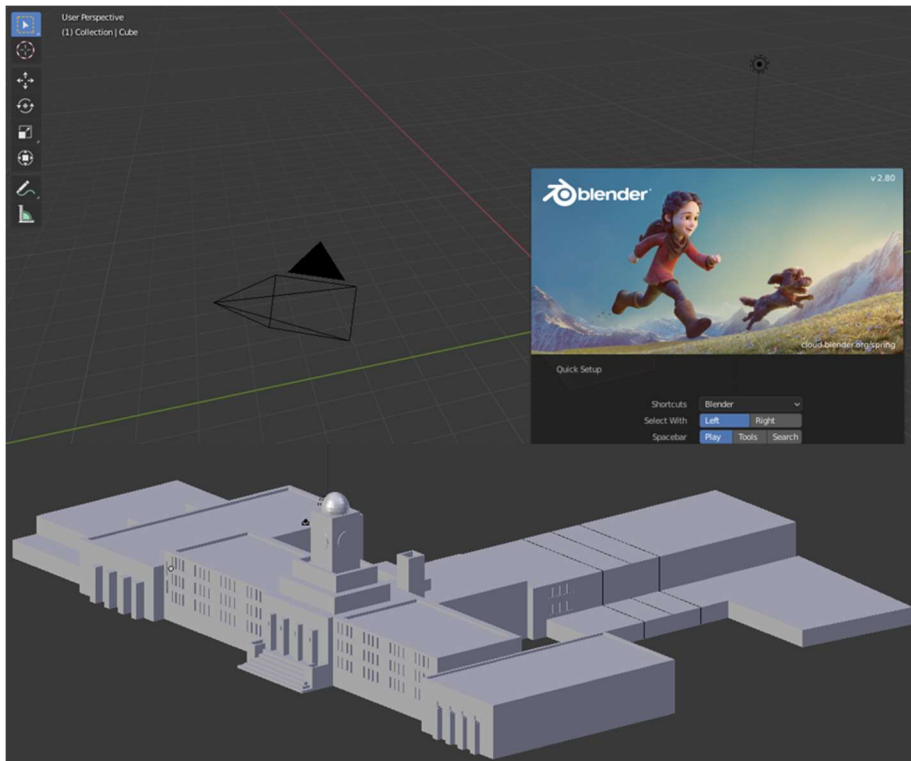 User Perspective
(1) Collection | Cube
blender
v 2.80
cloud.blender.org/spring
Quick Setup
Shortcuts Blender
Select With Left Right
Spacebar Play Tools Search